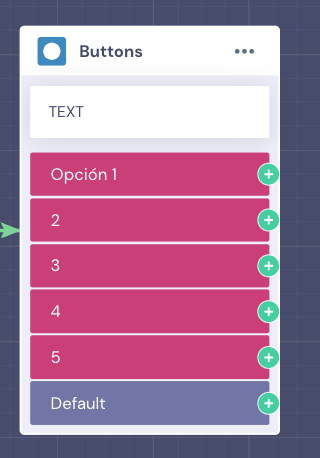 Buttons
TEXT
Opción 1
2
3
4
5
Default